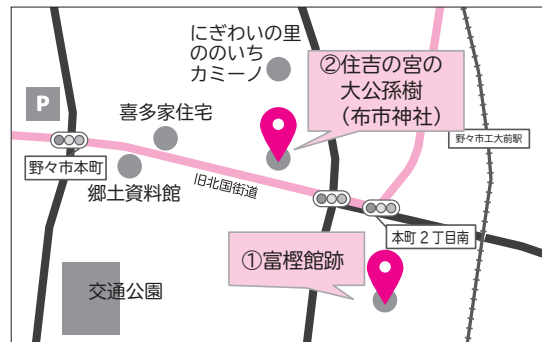 にぎわいの里
ののいち
カミーノ
②住吉の宮の
大公孫樹
（布市神社）
P
喜多家住宅
野々市工大前駅
野々市本町
郷土資料館
旧北国街道
本町２丁目南
①富樫館跡
交通公園